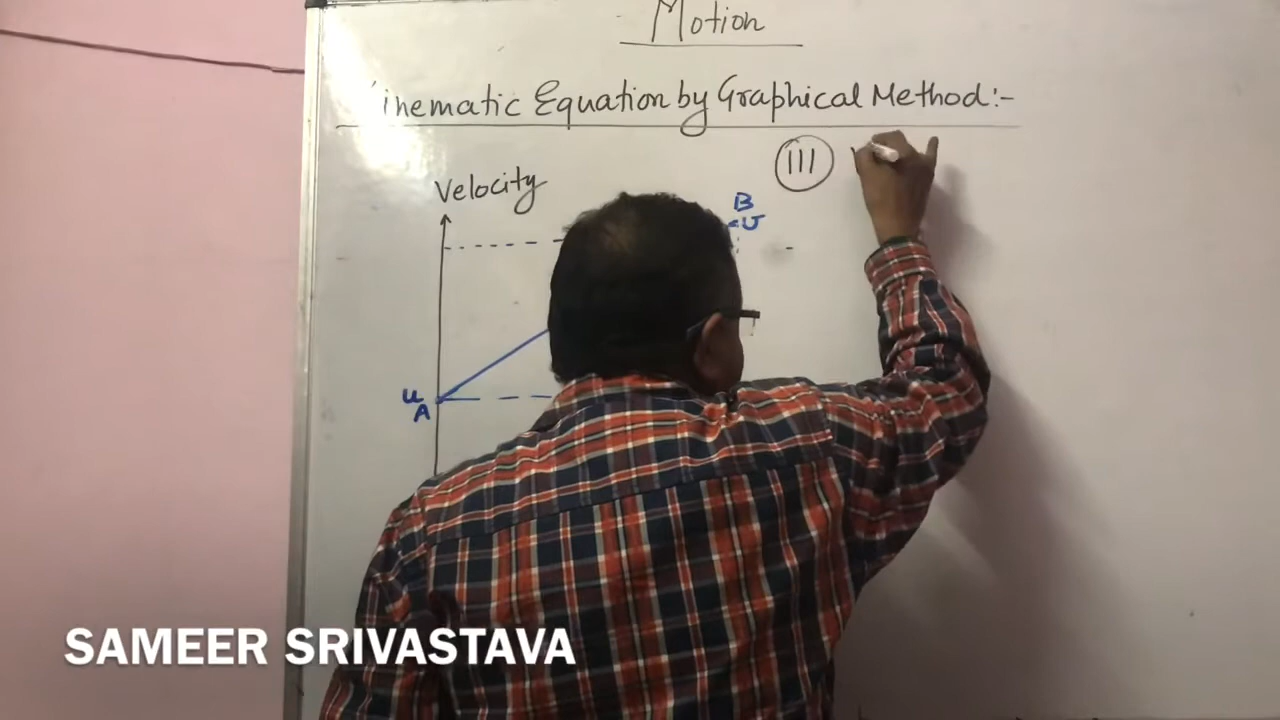 Motion
inematic Equation by Graphical Method:-
III
Velocity
B
U
u
A
SAMEER SRIVASTAVA